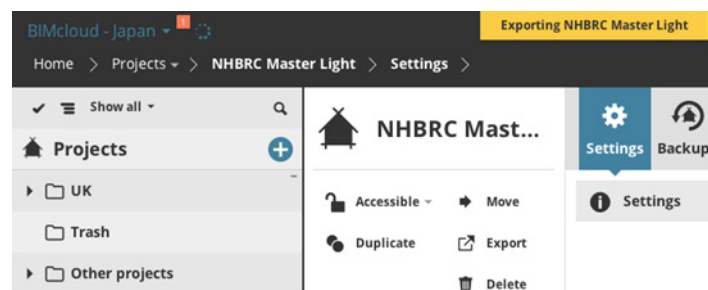 BIMcloud - Japan 1
Exporting NHBRC Master Light
Home > Projects > NHBRC Master Light > Settings >
Show all
Projects
UK
Trash
Other projects
NHBRC Mast...
Accessible
Move
Duplicate
Export
Delete
Settings
Backup
Settings